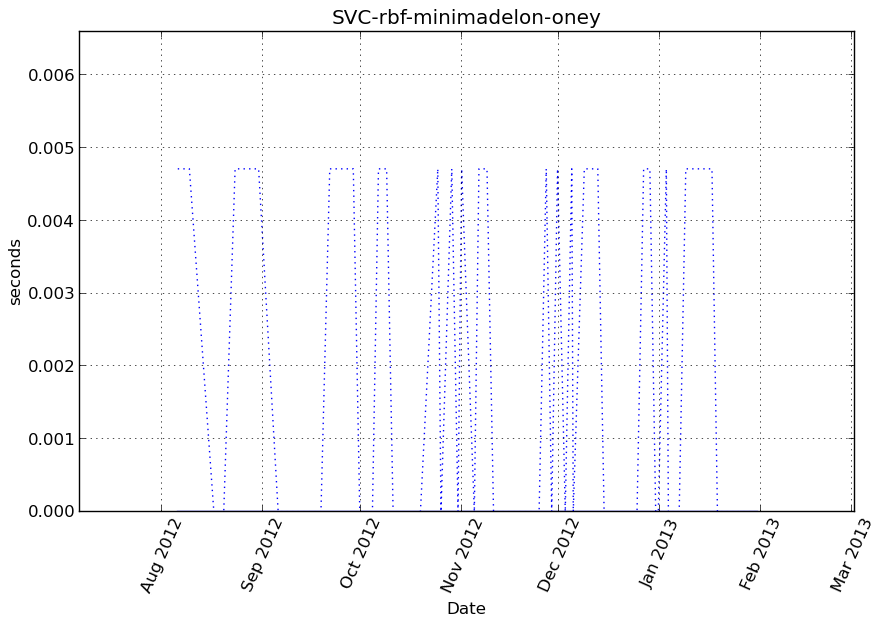 SVC-rbf-minimadelon-oney
0.006
0.005
0.004
0.003
0.002
0.001
0.000
seconds
Aug 2012
Sep 2012
Oct 2012
Nov 2012
Dec 2012
Jan 2013
Feb 2013
Mar 2013
Date